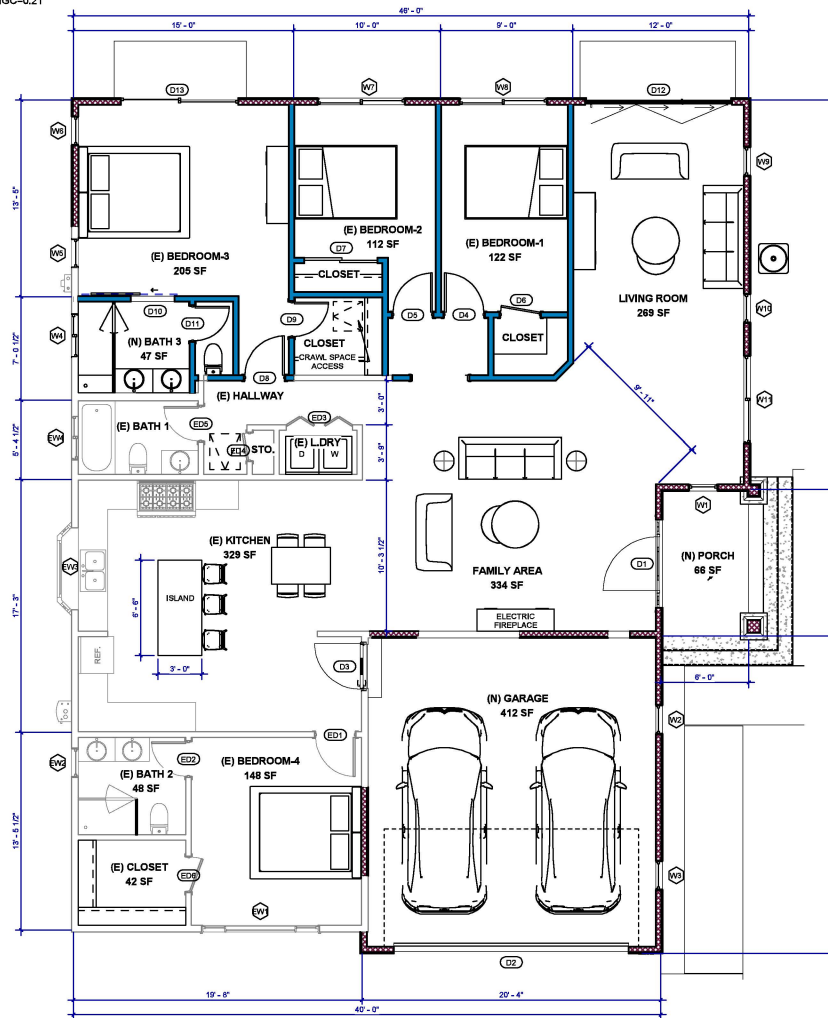 HGC=0.21
46' - 0"
15' - 0"
10' - 0"
9' - 0"
12' - 0"
D13
W7
W8
D12
W6
W9
13' - 5"
(E) BEDROOM-2
112 SF
(E) BEDROOM-1
122 SF
D7
W5
(E) BEDROOM-3
205 SF
CLOSET
LIVING ROOM
269 SF
D10
D11
D9
D5
D4
D6
W10
W4
7' - 0 1/2"
(N) BATH 3
47 SF
CLOSET
CRAWL SPACE
ACCESS
CLOSET
D8
(E) HALLWAY
9' - 11"
W11
3' - 0"
(E) BATH 1
ED5
ED3
EW4
5' - 4 1/2"
ED4
STO.
(E) L.DRY
D
W
3' - 9"
W1
(E) KITCHEN
329 SF
10' - 3 1/2"
FAMILY AREA
334 SF
D1
(N) PORCH
66 SF
EW3
ISLAND
6' - 6"
17' - 3"
ELECTRIC
FIREPLACE
REF.
3' - 0"
D3
6' - 0"
(N) GARAGE
412 SF
W2
ED1
EW2
ED2
(E) BATH 2
48 SF
(E) BEDROOM-4
148 SF
13' - 5 1/2"
(E) CLOSET
42 SF
ED6
W3
EW1
D2
19' - 8"
20' - 4"
40' - 0"